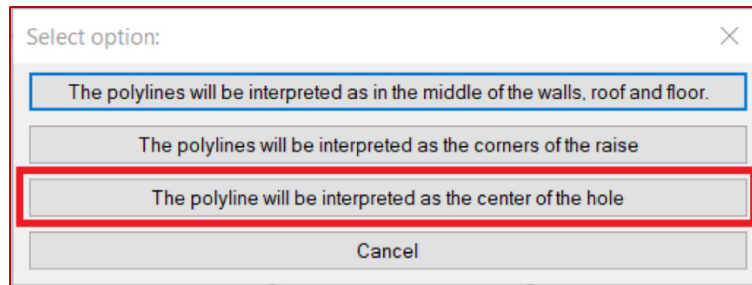 Select option:
The polylines will be interpreted as in the middle of the walls, roof and floor.
The polylines will be interpreted as the corners of the raise
The polyline will be interpreted as the center of the hole
Cancel